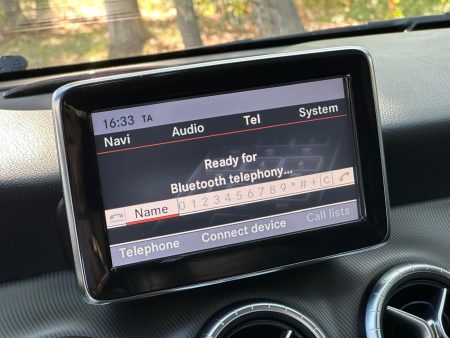 16:33 TA
Navi Audio Tel System
Ready for
Bluetooth telephony...
Name 0 1 2 3 4 5 6 7 8 9 * # + C
Telephone Connect device Call lists